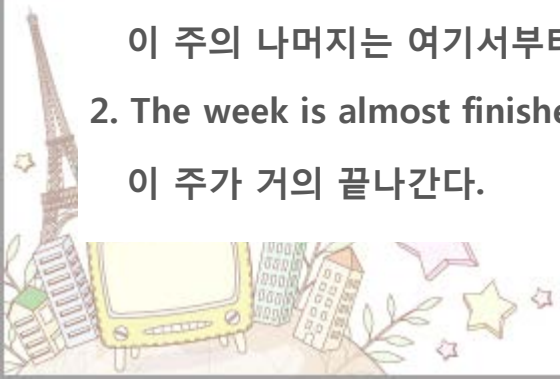 이 주의 나머지는 여기서부터
2. The week is almost
이 주가 거의 끝나간다.